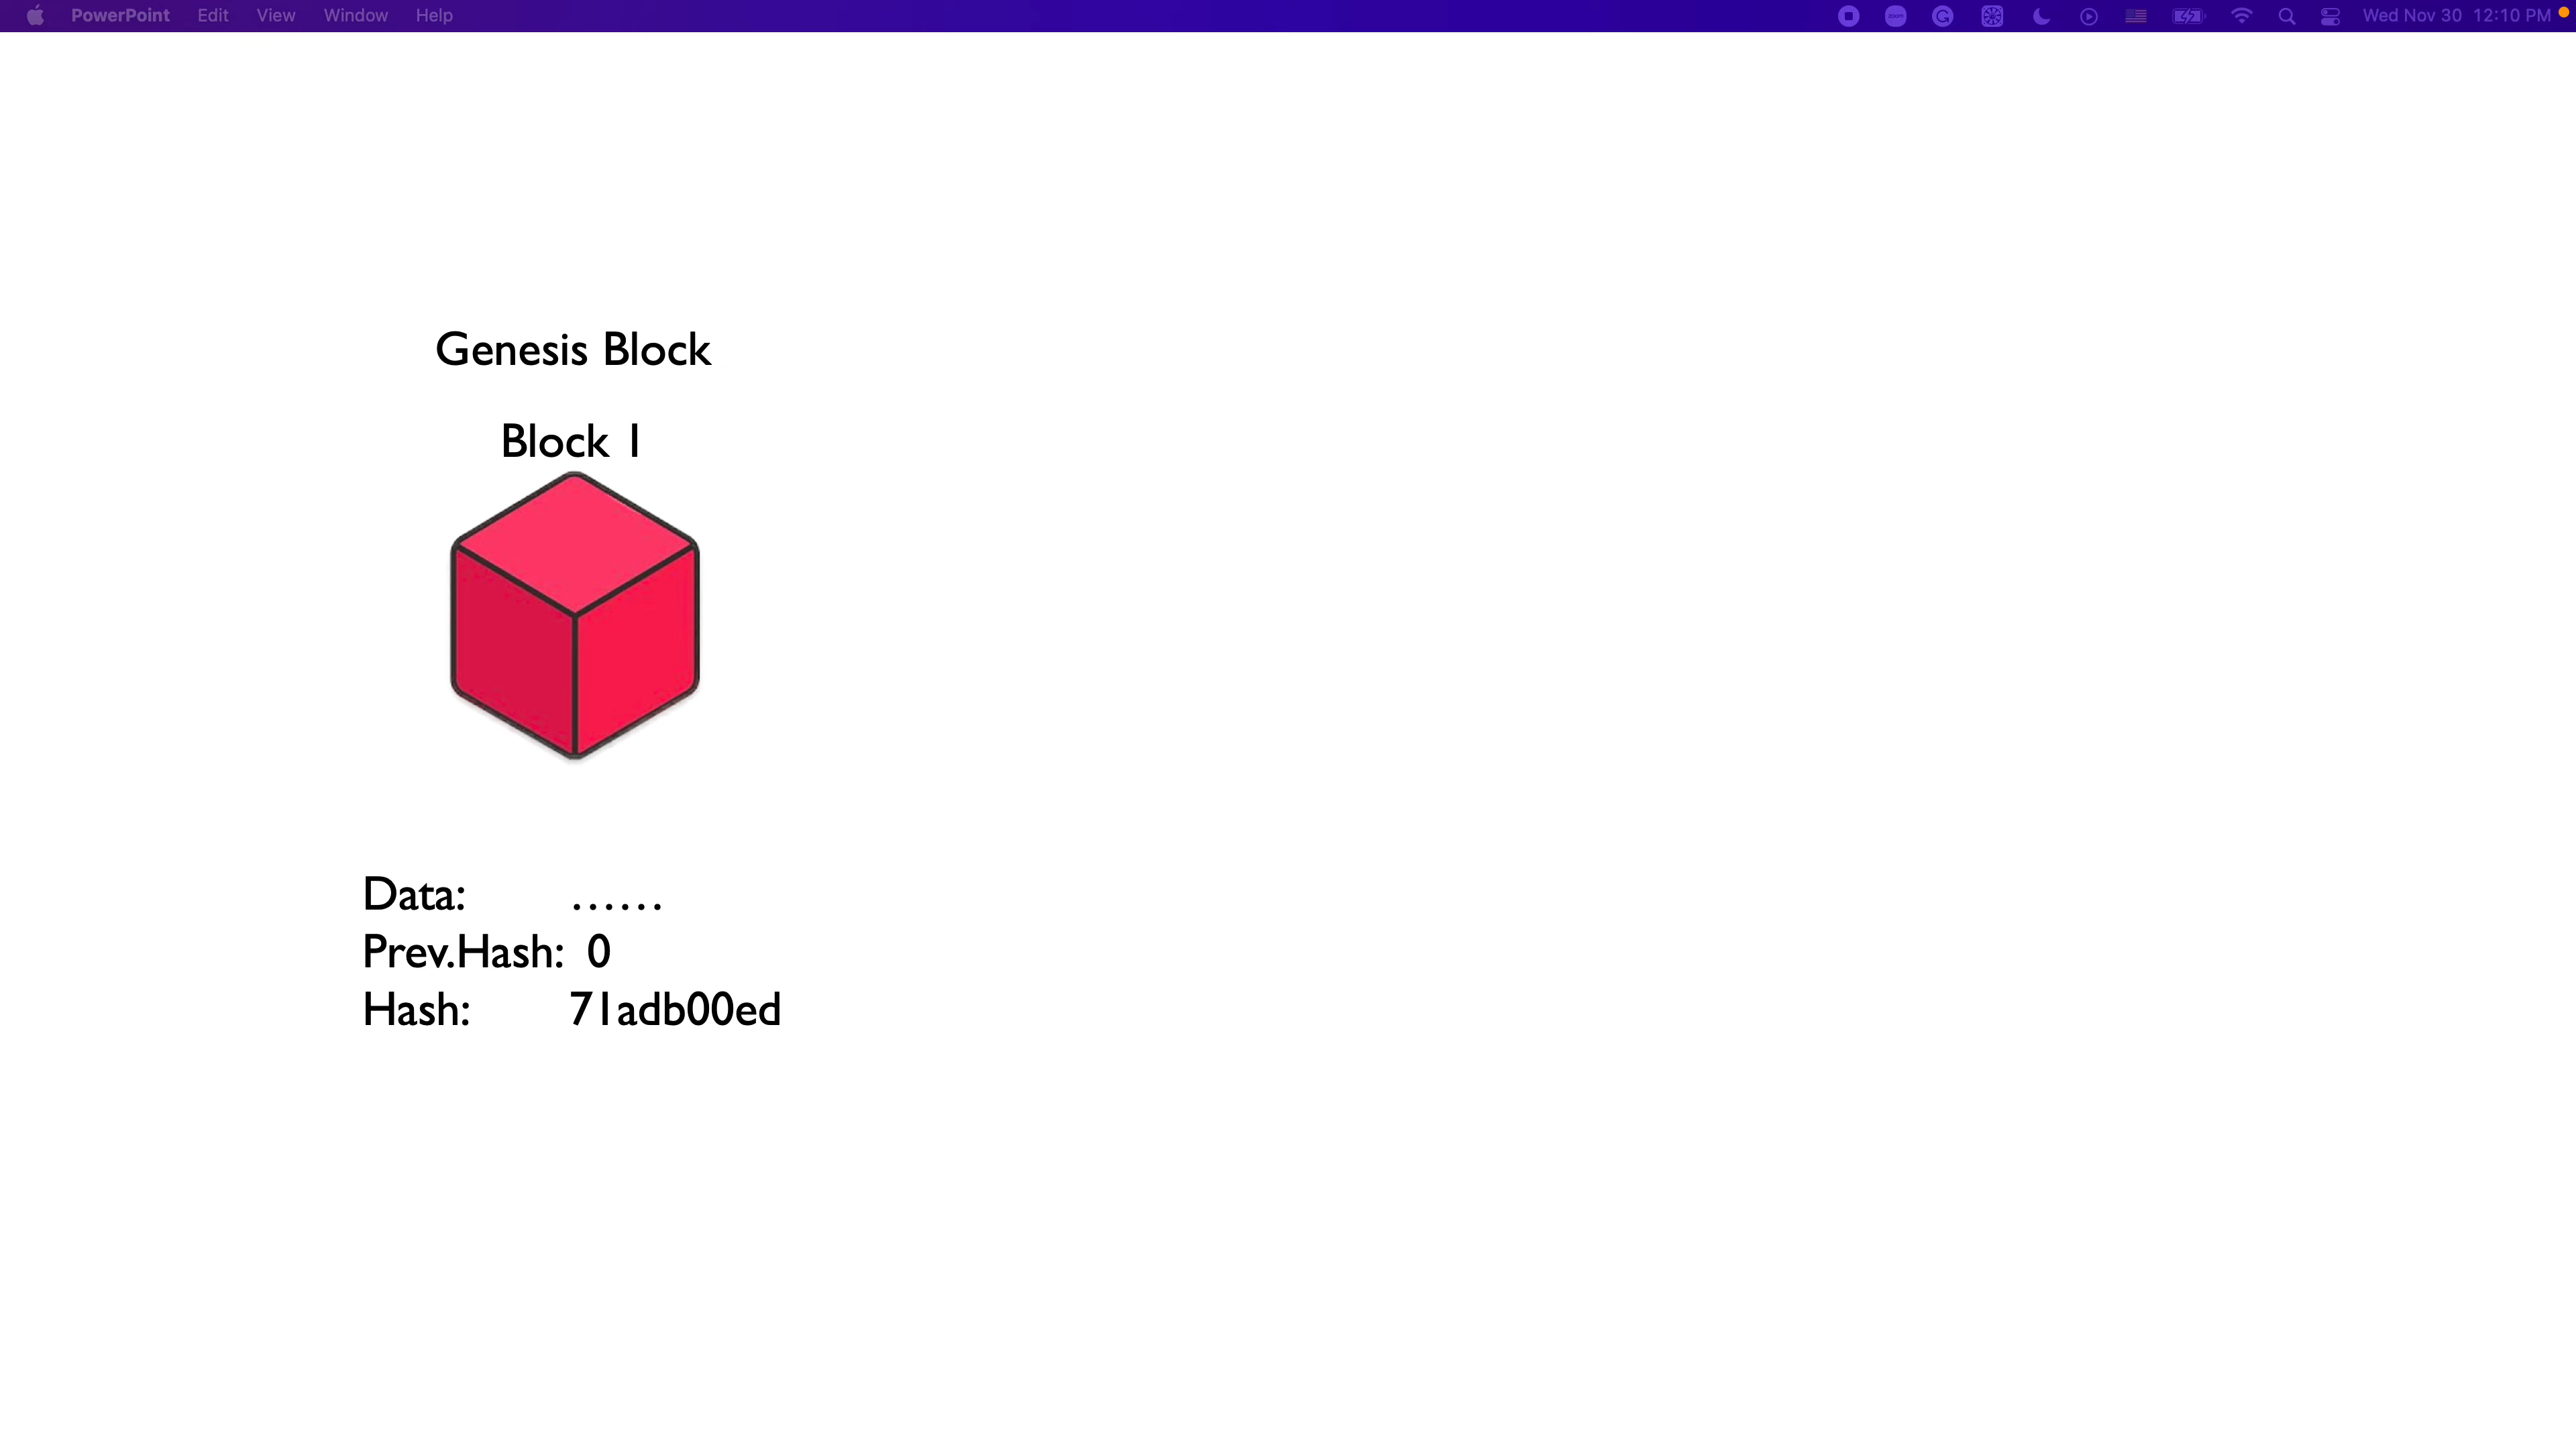 PowerPoint Edit View Window Help Wed Nov 30 12:10 PM
Genesis Block
Block 1
Data: ......
Prev.Hash: 0
Hash: 71adb00ed